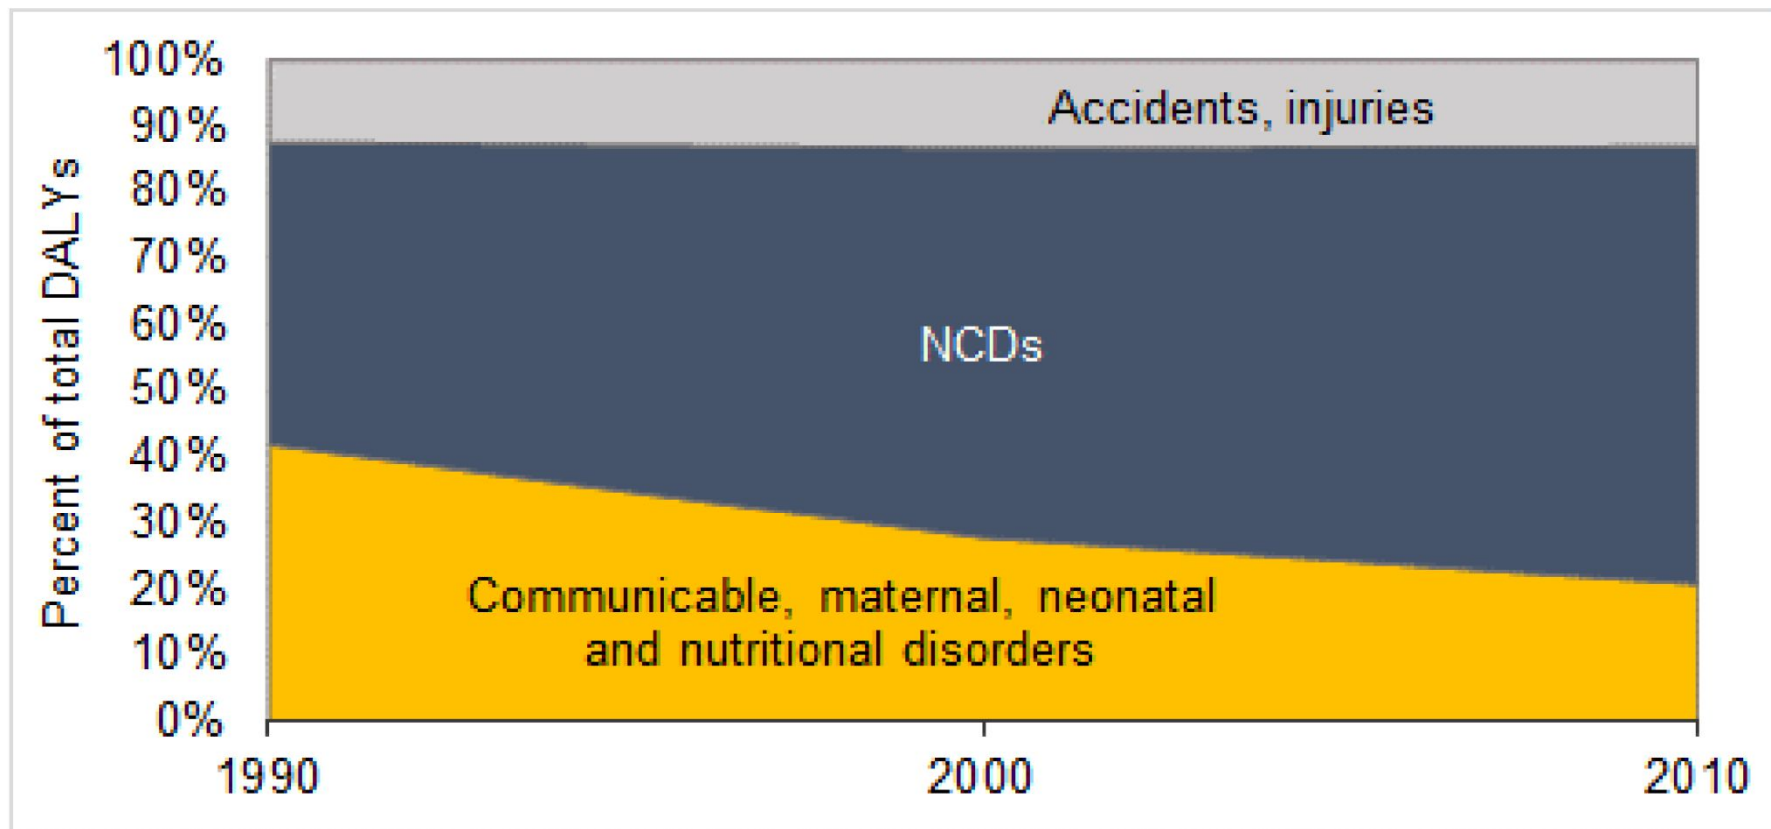 100%
90%
80%
70%
60%
50%
40%
30%
20%
10%
0%
Percent of total DALYs
Accidents, injuries
NCDs
Communicable, maternal, neonatal
and nutritional disorders
1990
2000
2010